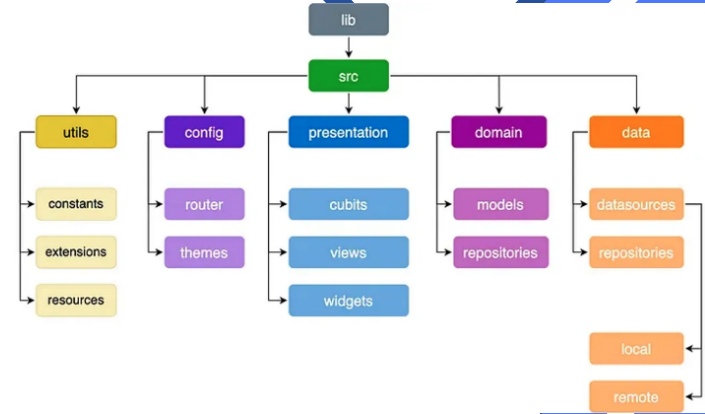 lib
src
utils
config
presentation
domain
data
constants
router
cubits
models
datasources
extensions
themes
views
repositories
repositories
resources
widgets
local
remote